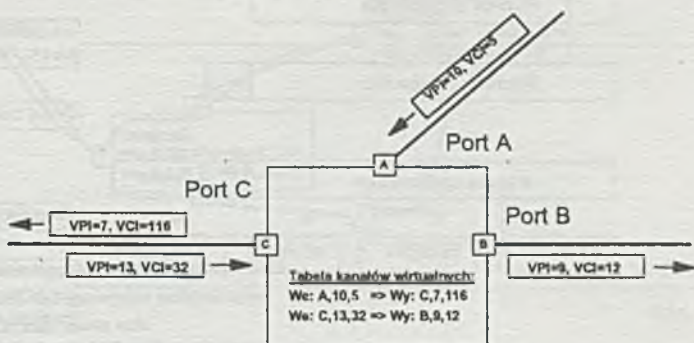 VPI=10, VCI=5
Port A
A
Port C
Port B
VPI=7, VCI=116
C
B
VPI=13, VCI=32
VPI=9, VCI=12
Tabela kanałów wirtualnych:
We: A,10,5 => Wy: C,7,116
We: C,13,32 => Wy: B,9,12